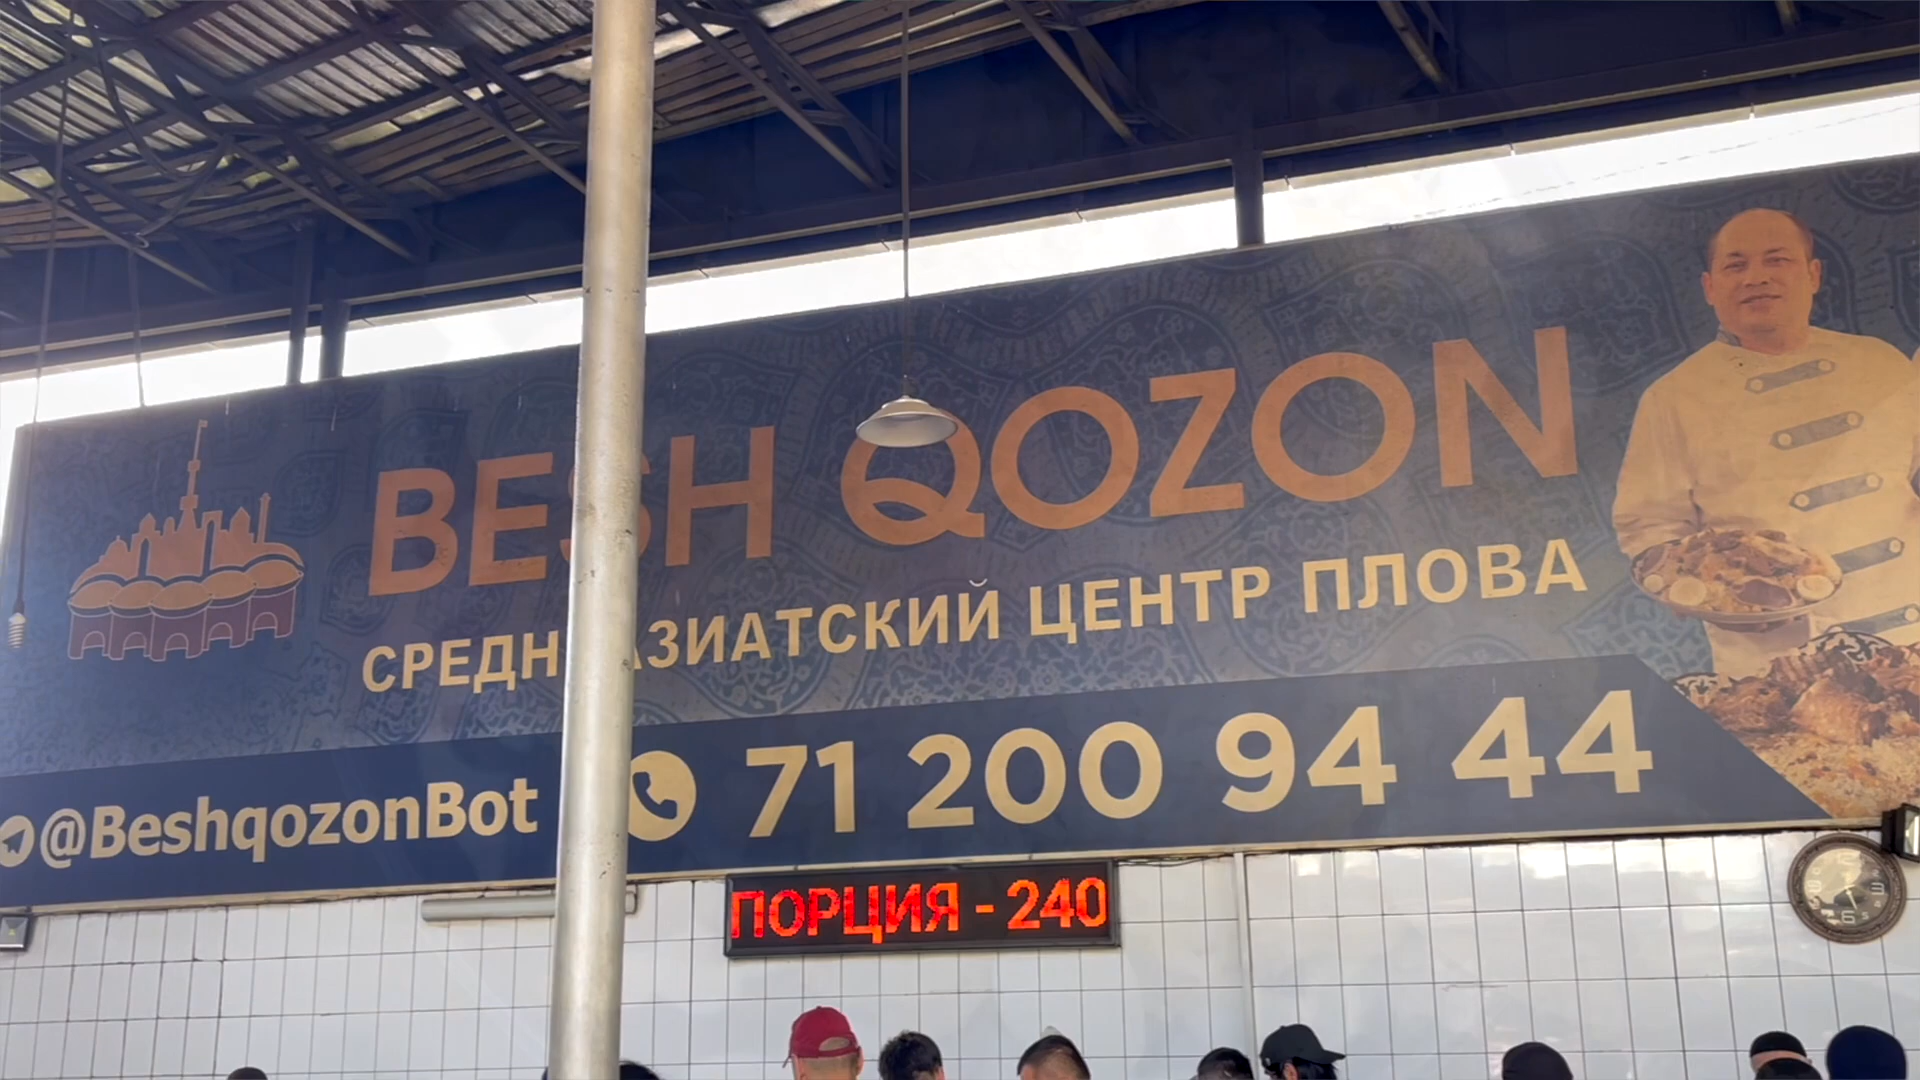 BESH QOZON
СРЕДНЕАЗИАТСКИЙ ЦЕНТР ПЛОВА
@BeshqozonBot 71 200 94 44
ПОРЦИЯ - 240